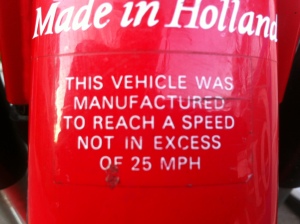 Made in Holland
THIS VEHICLE WAS
MANUFACTURED
TO REACH A SPEED
NOT IN EXCESS
OF 25 MPH